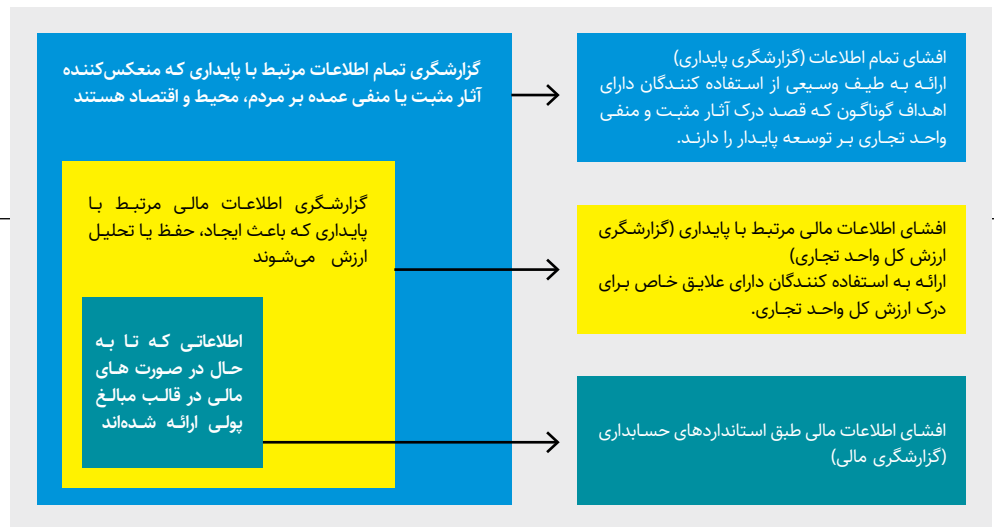 گزارشگری تمام اطلاعات مرتبط با پایداری که منعکس‌کننده
آثار مثبت یا منفی عمده بر مردم، محیط و اقتصاد هستند
افشای تمام اطلاعات (گزارشگری پایداری)
ارائه به طیف وسیعی از استفاده کنندگان دارای
اهداف گوناگون که قصد درک آثار مثبت و منفی
واحد تجاری بر توسعه پایدار را دارند.
گزارشگری اطلاعات مالی مرتبط با
پایداری که باعث ایجاد، حفظ یا تحلیل
ارزش می‌شوند
افشای اطلاعات مالی مرتبط با پایداری (گزارشگری
ارزش کل واحد تجاری)
ارائه به استفاده کنندگان دارای علایق خاص برای
درک ارزش کل واحد تجاری.
اطلاعاتی که تا به
حال در صورت های
مالی در قالب مبالغ
پولی ارائه شده‌اند
افشای اطلاعات مالی طبق استانداردهای حسابداری
(گزارشگری مالی)